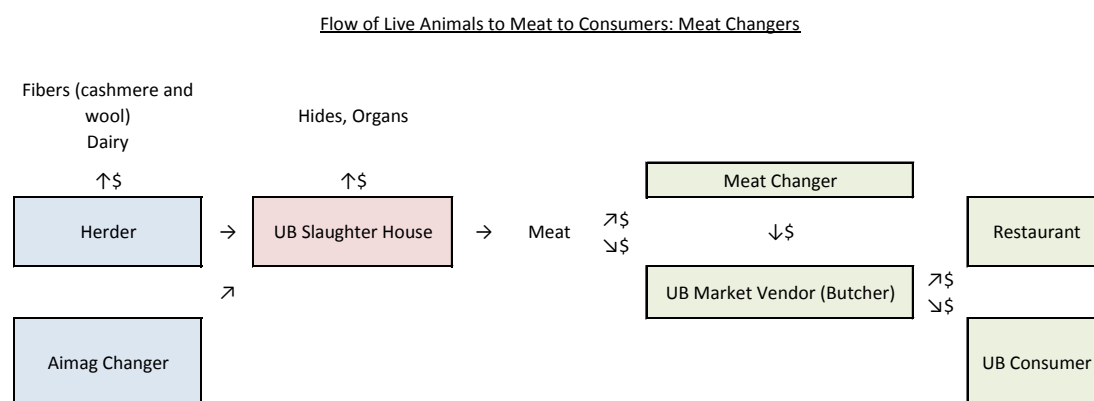 Flow of Live Animals to Meat to Consumers: Meat Changers
Fibers (cashmere and
wool)
Dairy
↑$
Hides, Organs
↑$
Herder
→
UB Slaughter House
→
Meat
↗$
↘$
Meat Changer
↓$
UB Market Vendor (Butcher)
↗$
↘$
Restaurant
↗
Aimag Changer
UB Consumer